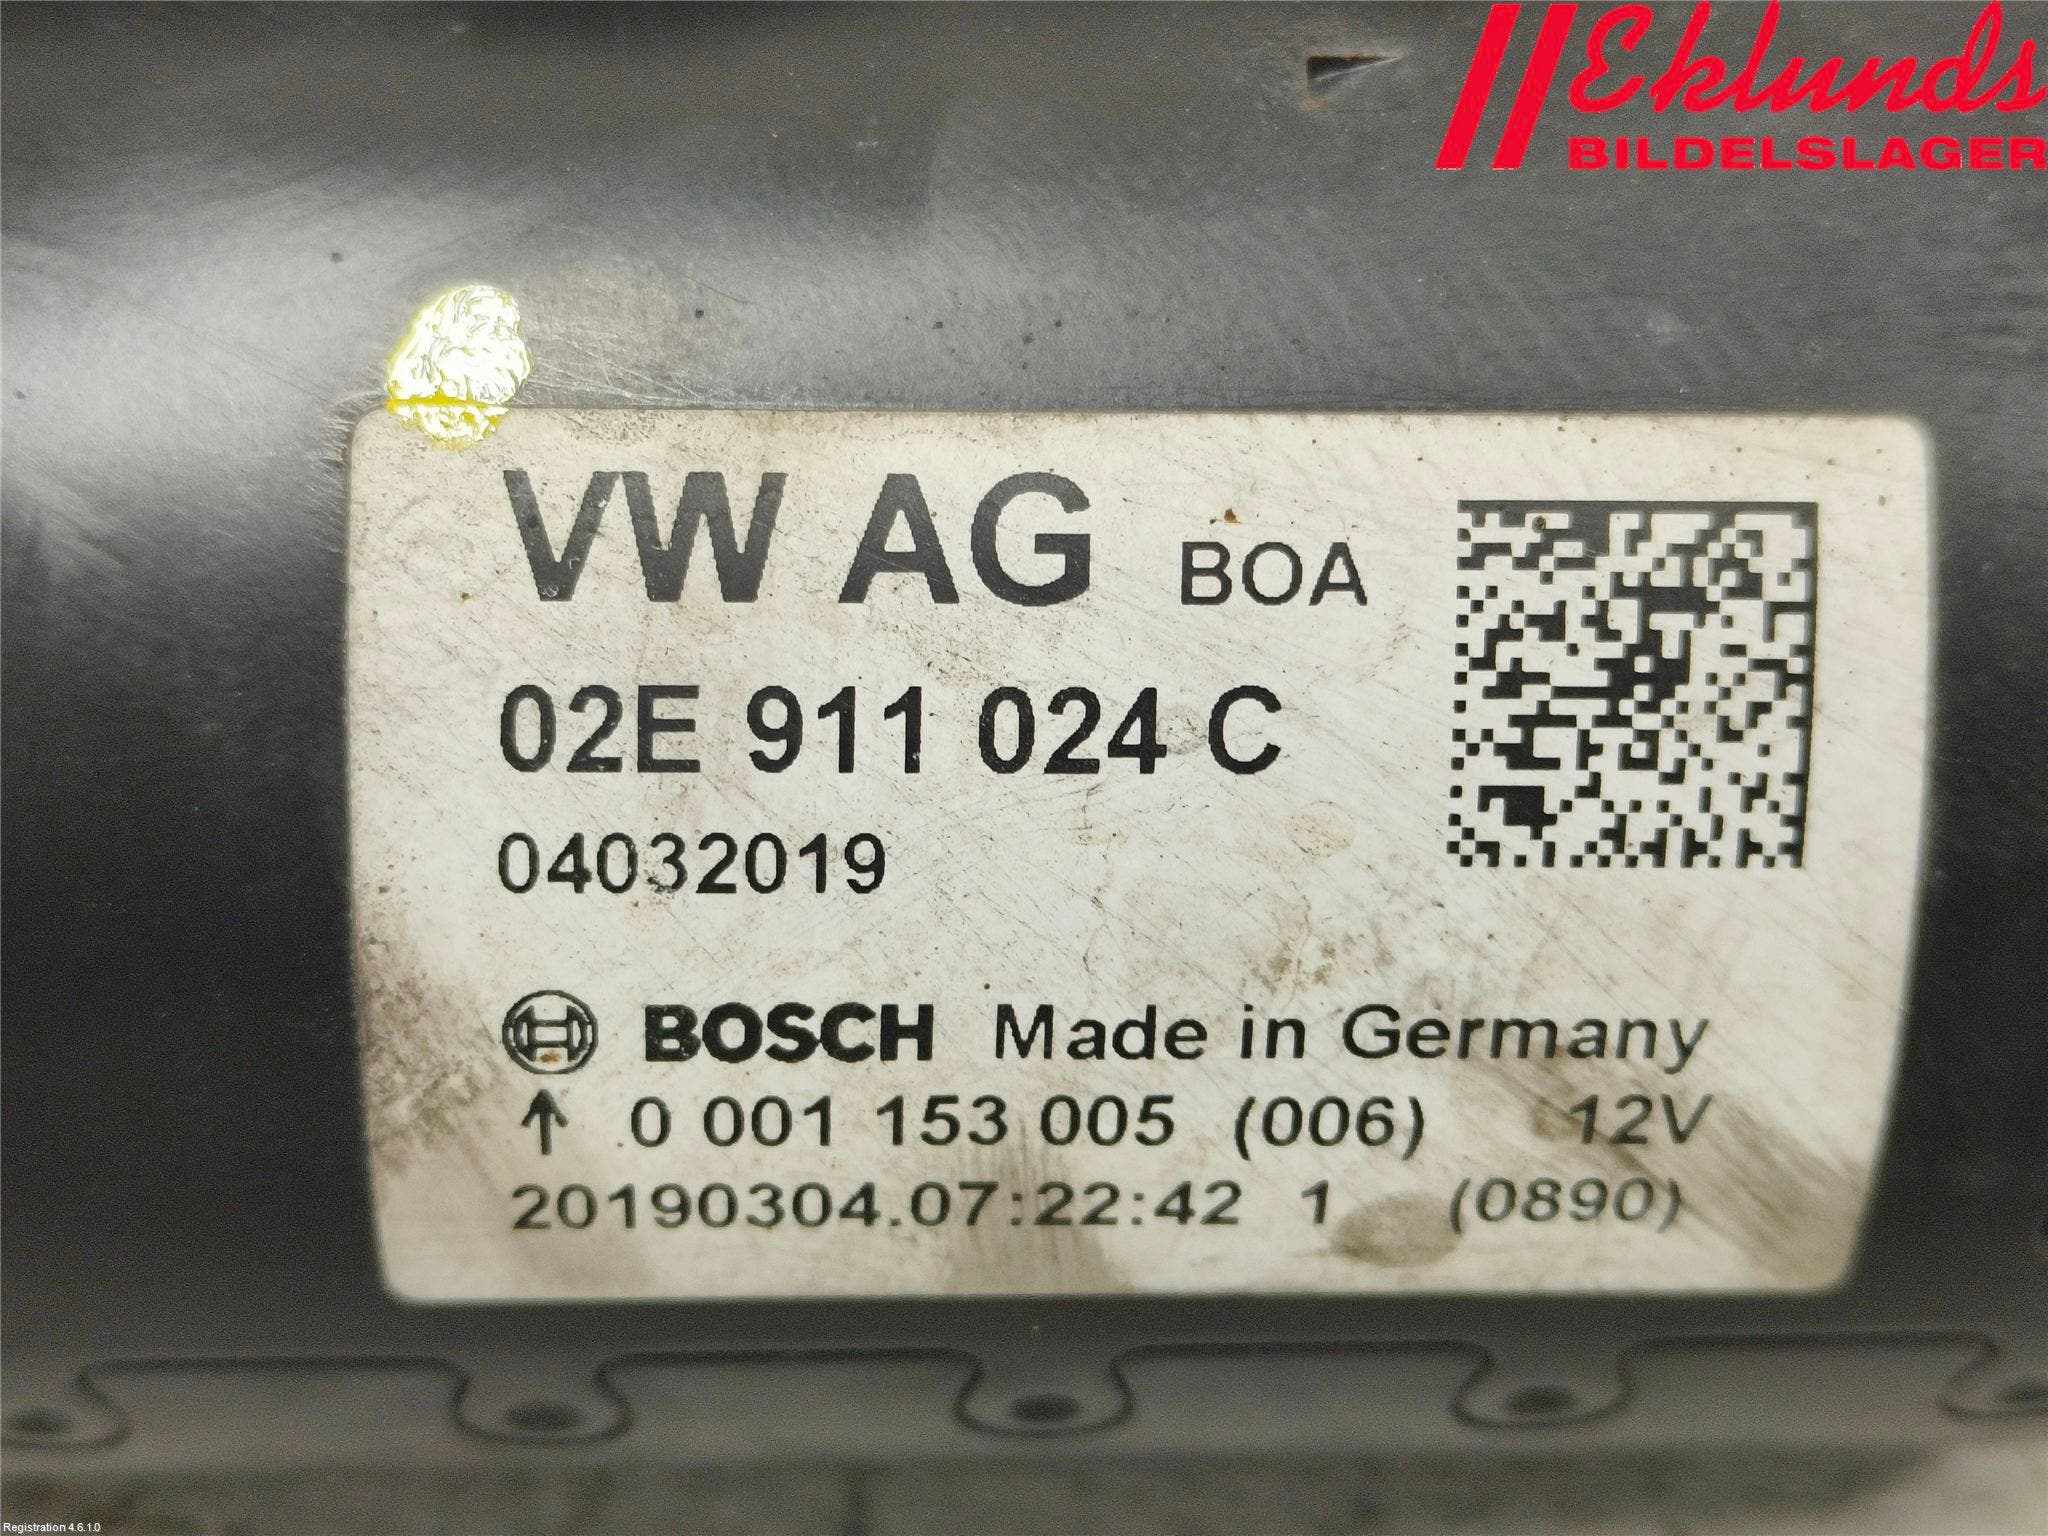 Eklunds
BILDELSLAGER
VW AG BOA
02E 911 024 C
04032019
BOSCH Made in Germany
↑ 0 001 153 005 (006) 12V
20190304.07:22:42 1 (0890)
Registration 4.6.1.0